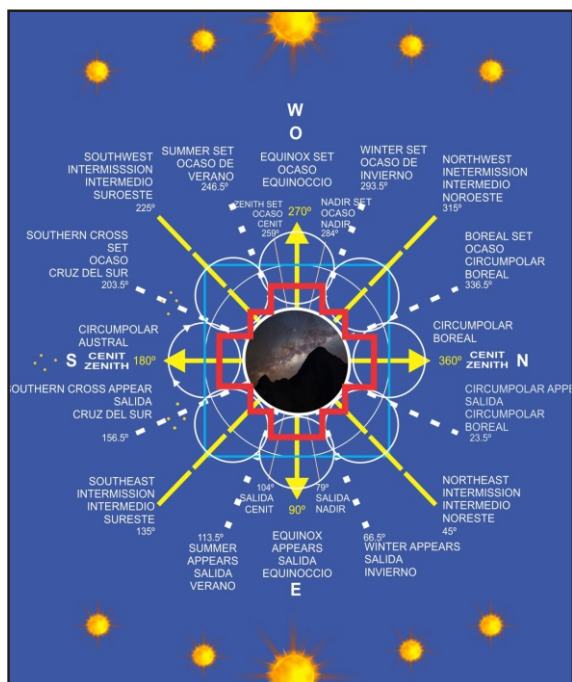 W
O
SUMMER SET
OCASO DE
VERANO
246.5º
EQUINOX SET
OCASO
EQUINOCCIO
WINTER SET
OCASO DE
INVIERNO
293.5º
SOUTHWEST
INTERMISSSION
INTERMEDIO
SUROESTE
225º
NORTHWEST
INETERMISSION
INTERMEDIO
NOROESTE
315º
ZENITH SET
OCASO
CENIT
259º
270º
NADIR SET
OCASO
NADIR
284º
SOUTHERN CROSS
SET
OCASO
CRUZ DEL SUR
203.5º
BOREAL SET
OCASO
CIRCUMPOLAR
BOREAL
336.5º
CIRCUMPOLAR
AUSTRAL
S CENIT ZENITH 180º
CIRCUMPOLAR
BOREAL
360º CENIT ZENITH N
SOUTHERN CROSS APPEAR
SALIDA
CRUZ DEL SUR
156.5º
CIRCUMPOLAR APPE
SALIDA
CIRCUMPOLAR
BOREAL
23.5º
SOUTHEAST
INTERMISSION
INTERMEDIO
SURESTE
135º
104º
SALIDA
CENIT
90º
79º
SALIDA
NADIR
NORTHEAST
INTERMISSION
INTERMEDIO
NORESTE
45º
113.5º
SUMMER
APPEARS
SALIDA
VERANO
EQUINOX
APPEARS
SALIDA
EQUINOCCIO
66.5º
WINTER APPEARS
SALIDA
INVIERNO
E